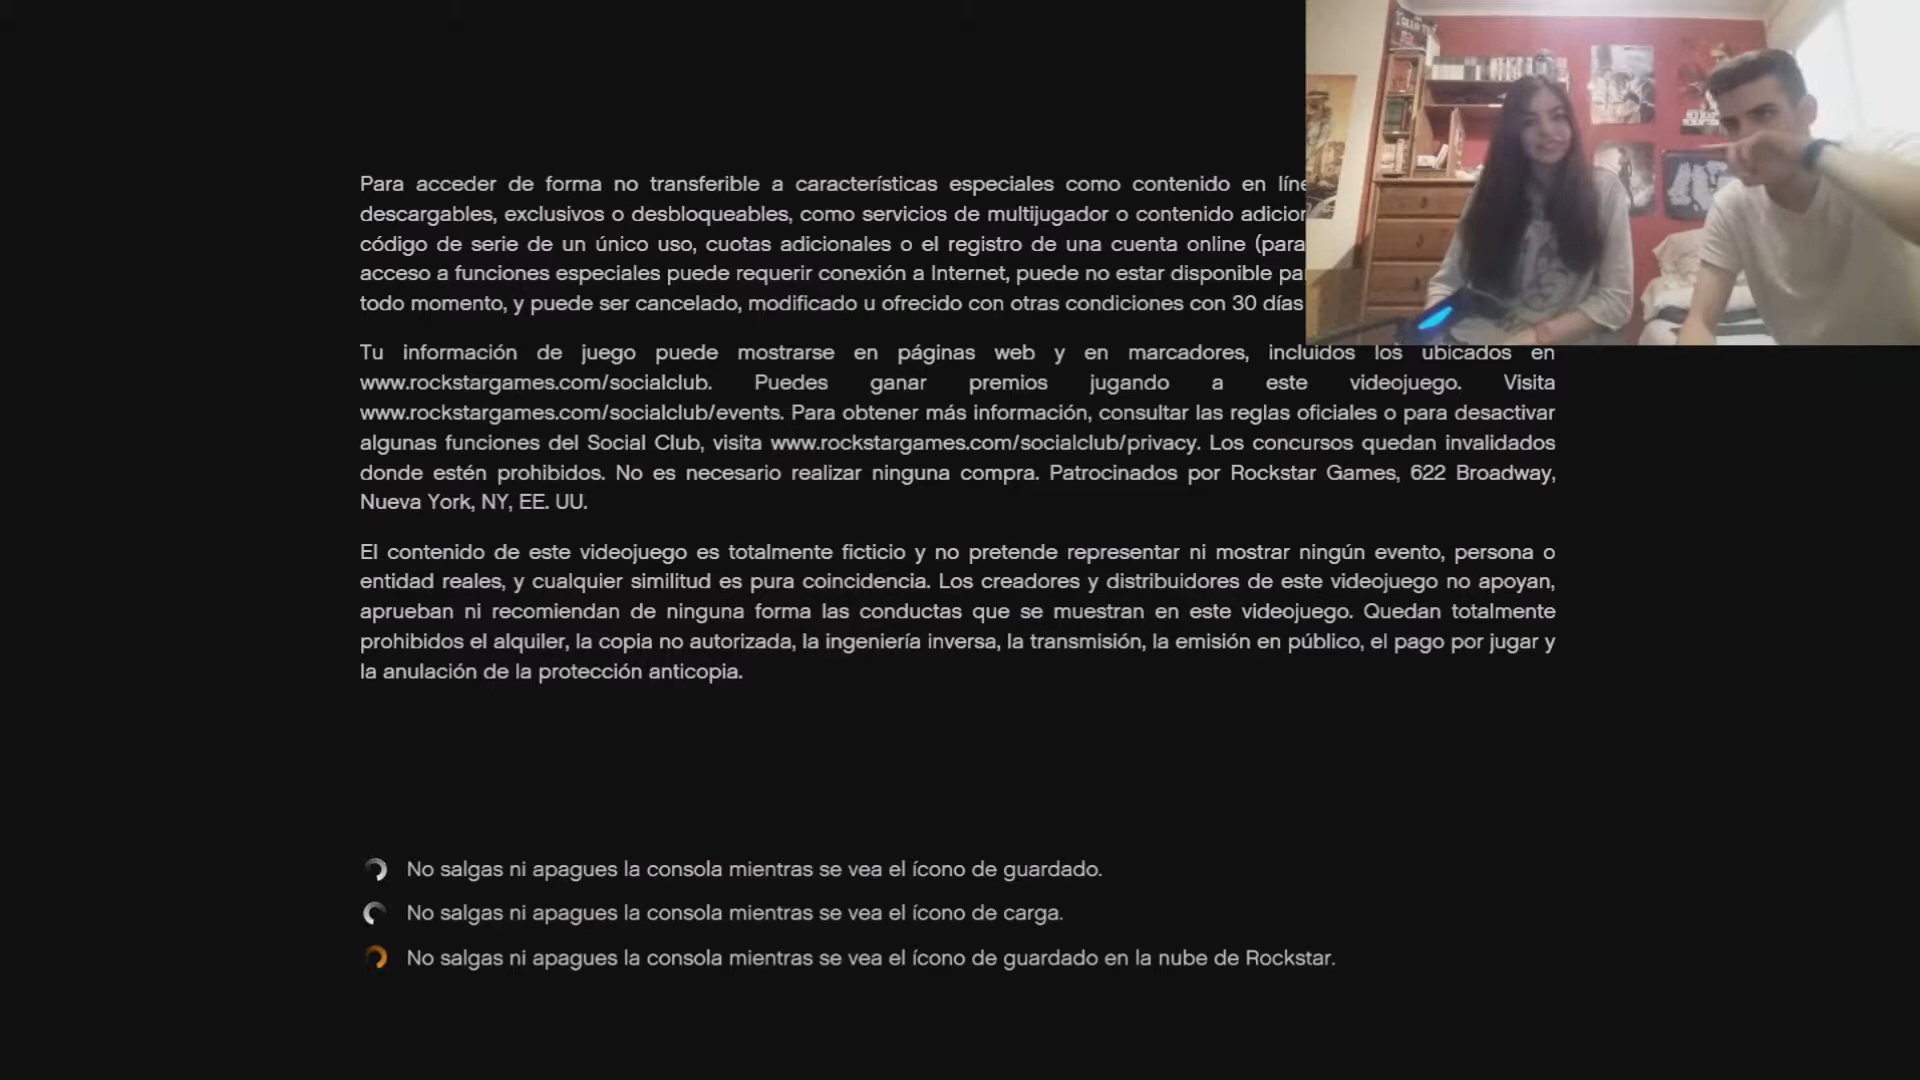 Para acceder de forma no transferible a características especiales como contenido en
descargables, exclusivos o desbloqueables, como servicios de multijugador o contenido
código de serie de un único uso, cuotas adicionales o el registro de una cuenta online (para
acceso a funciones especiales puede requerir conexión a Internet, puede no estar disponible
todo momento, y puede ser cancelado, modificado u ofrecido con otras condiciones con 30 días
Tu información de juego puede mostrarse en páginas web y en marcadores, incluidos los ubicados en
www.rockstargames.com/socialclub. Puedes ganar premios jugando a este videojuego. Visita
www.rockstargames.com/socialclub/events. Para obtener más información, consultar las reglas oficiales o para desactivar
algunas funciones del Social Club, visita www.rockstargames.com/socialclub/privacy. Los concursos quedan invalidados
donde estén prohibidos. No es necesario realizar ninguna compra. Patrocinados por Rockstar Games, 622 Broadway,
Nueva York, NY, EE. UU.
El contenido de este videojuego es totalmente ficticio y no pretende representar ni mostrar ningún evento, persona o
entidad reales, y cualquier similitud es pura coincidencia. Los creadores y distribuidores de este videojuego no apoyan,
aprueban ni recomiendan de ninguna forma las conductas que se muestran en este videojuego. Quedan totalmente
prohibidos el alquiler, la copia no autorizada, la ingeniería inversa, la transmisión, la emisión en público, el pago por jugar y
la anulación de la protección anticopia.
No salgas ni apagues la consola mientras se vea el ícono de guardado.
No salgas ni apagues la consola mientras se vea el ícono de carga.
No salgas ni apagues la consola mientras se vea el ícono de guardado en la nube de Rockstar.